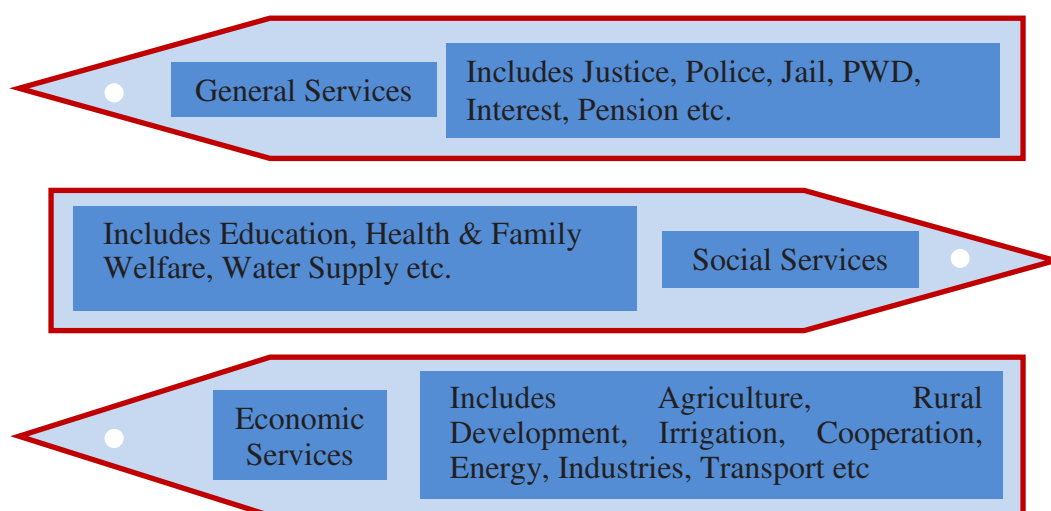 General Services
Includes Justice, Police, Jail, PWD,
Interest, Pension etc.
Includes Education, Health & Family
Welfare, Water Supply etc.
Social Services
Economic
Services
Includes Agriculture, Rural
Development, Irrigation, Cooperation,
Energy, Industries, Transport etc